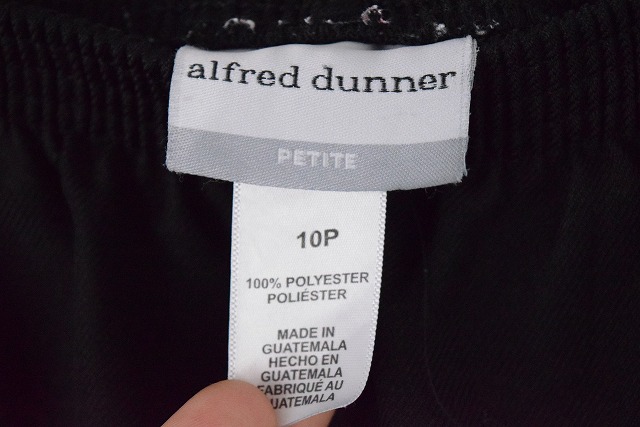 alfred dunner
PETITE
10P
100% POLYESTER
POLIÉSTER
MADE IN
GUATEMALA
HECHO EN
GUATEMALA
FABRIQUÉ AU
GUATEMALA